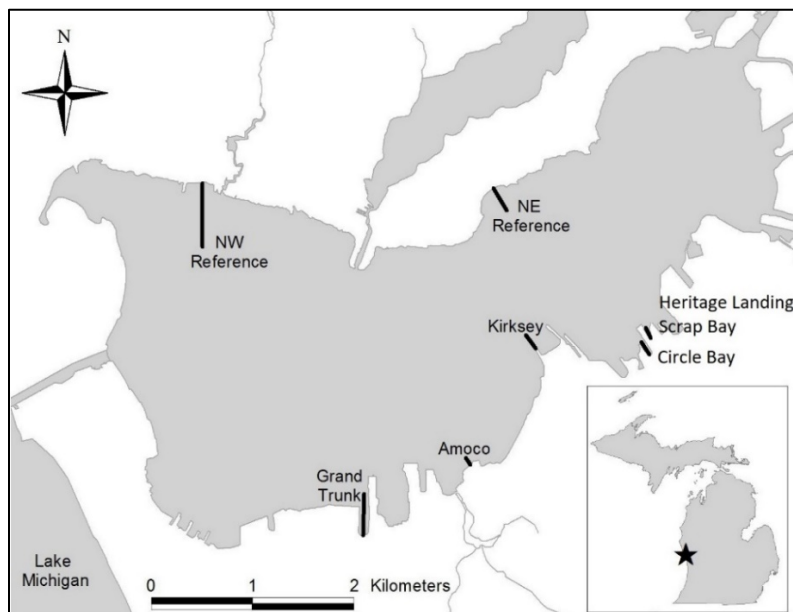 N
NW
Reference
NE
Reference
Heritage Landing
Scrap Bay
Circle Bay
Kirksey
Amoco
Grand
Trunk
Lake
Michigan
0 1 2 Kilometers